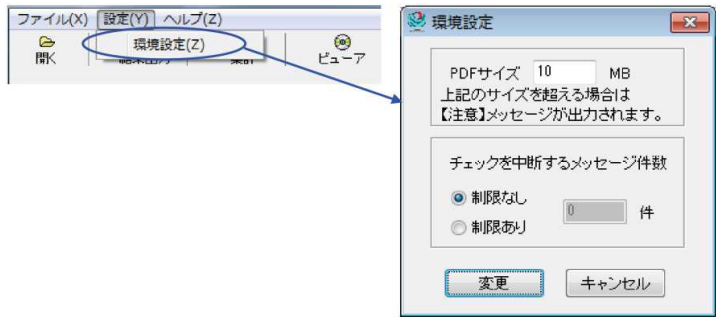 ファイル(X) 設定(Y) ヘルプ(Z)
環境設定(Z)
開く
ビューア
環境設定
PDFサイズ 10 MB
上記のサイズを超える場合は
【注意】メッセージが出力されます。
チェックを中断するメッセージ件数
制限なし
0 件
制限あり
変更 キャンセル